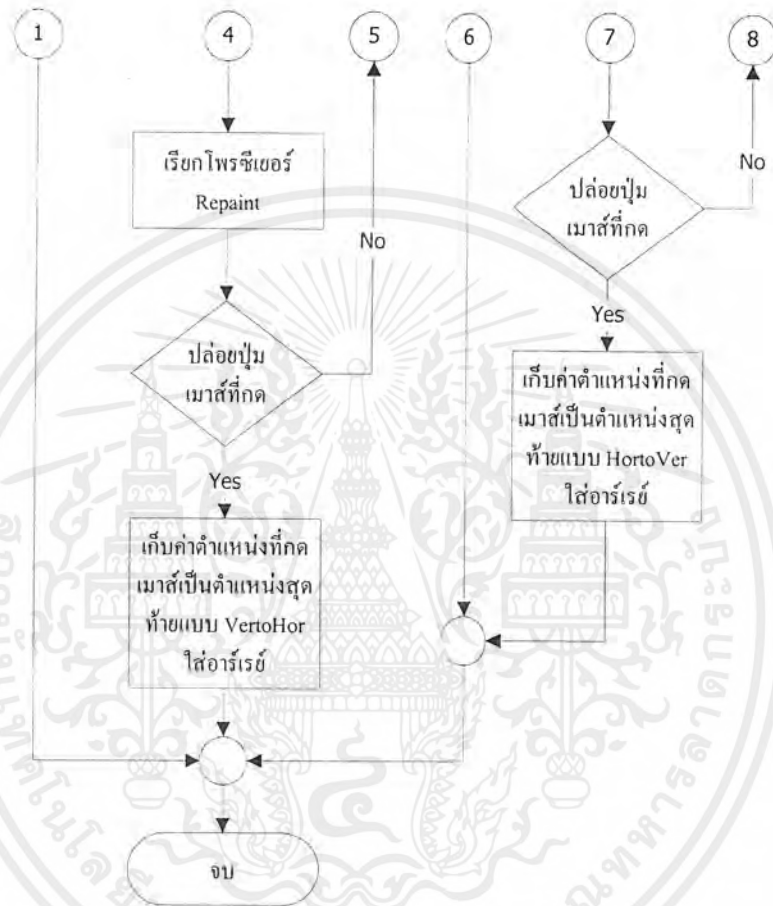 1
4
5
6
7
8
เรียกโพรซีเยอร์
Repaint
No
ปล่อยปุ่ม
เมาส์ที่กด
No
ปล่อยปุ่ม
เมาส์ที่กด
Yes
เก็บค่าตำแหน่งที่กด
เมาส์เป็นตำแหน่งสุด
ท้ายแบบ HortoVer
ใส่อาร์เรย์
Yes
เก็บค่าตำแหน่งที่กด
เมาส์เป็นตำแหน่งสุด
ท้ายแบบ VertoHor
ใส่อาร์เรย์
จบ